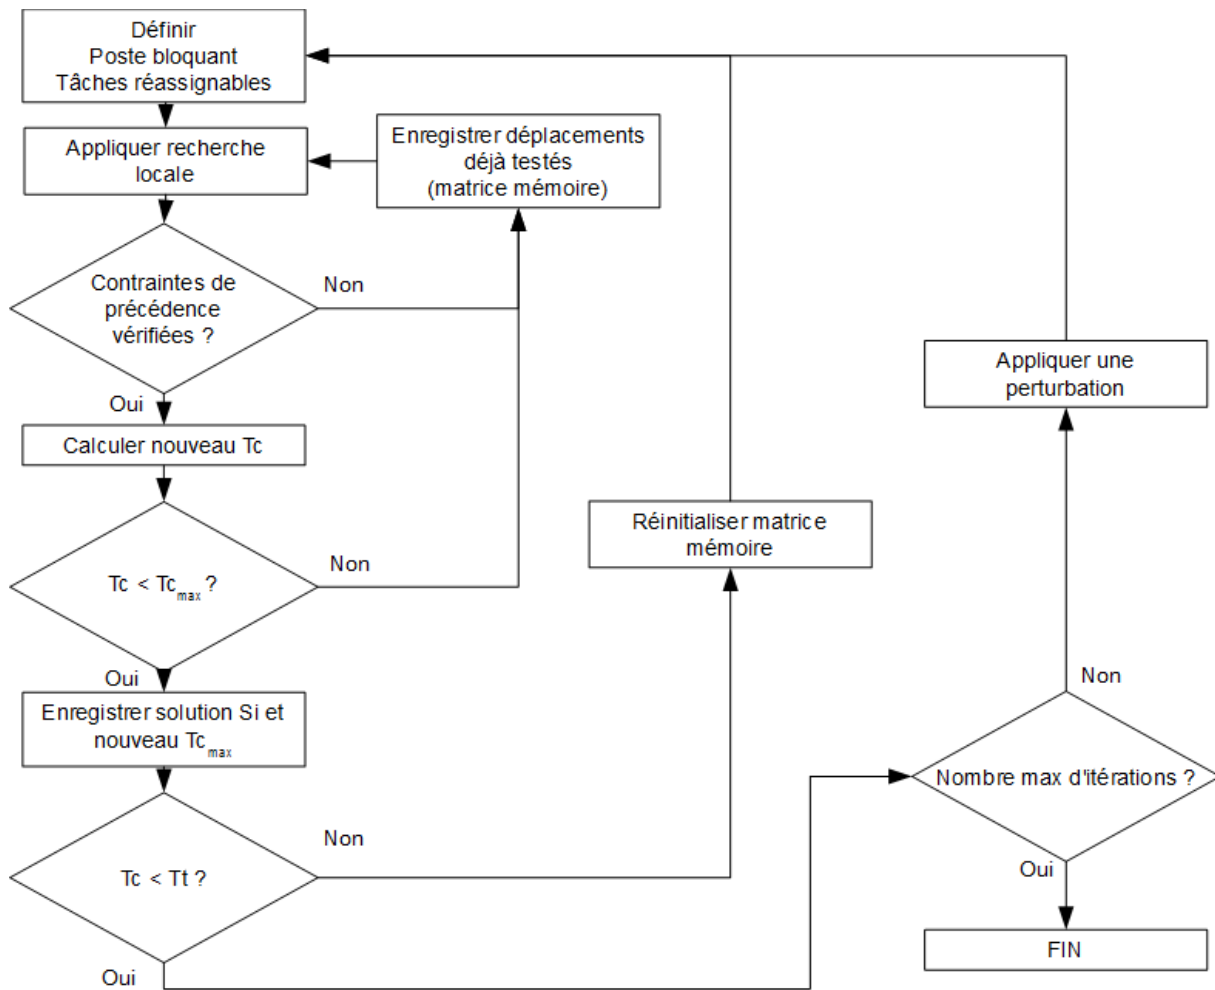 Définir
Poste bloquant
Tâches réassignables
Appliquer recherche
locale
Enregistrer déplacements
déjà testés
(matrice mémoire)
Contraintes de
précédence
vérifiées ?
Non
Oui
Calculer nouveau Tc
Tc < Tcmax ?
Non
Oui
Enregistrer solution Si et
nouveau Tcmax
Tc < Tt ?
Non
Oui
Réinitialiser matrice
mémoire
Appliquer une
perturbation
Non
Nombre max d'itérations ?
Oui
FIN